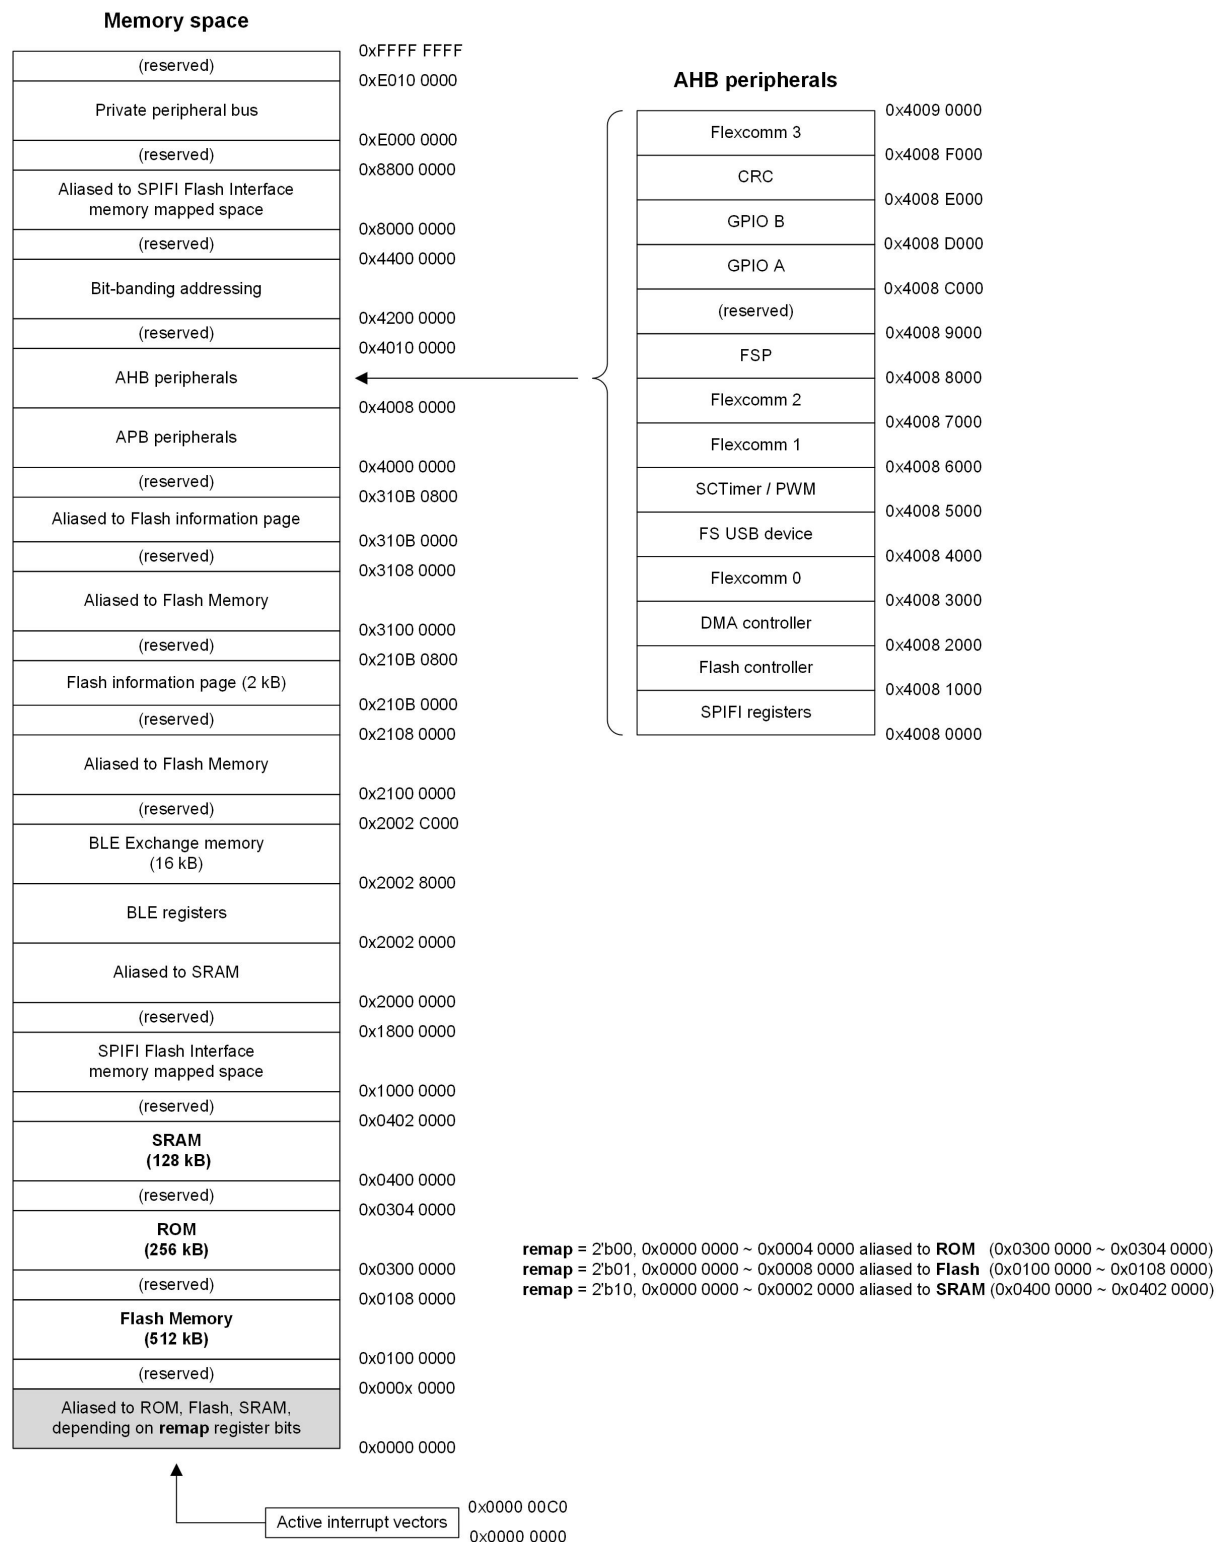 Memory space
0xFFFF FFFF
(reserved)
0xE010 0000
Private peripheral bus
0xE000 0000
(reserved)
0x8800 0000
Aliased to SPIFI Flash Interface
memory mapped space
0x8000 0000
(reserved)
0x4400 0000
Bit-banding addressing
0x4200 0000
(reserved)
0x4010 0000
AHB peripherals
0x4008 0000
APB peripherals
0x4000 0000
(reserved)
0x310B 0800
Aliased to Flash information page
0x310B 0000
(reserved)
0x3108 0000
Aliased to Flash Memory
0x3100 0000
(reserved)
0x210B 0800
Flash information page (2 kB)
0x210B 0000
(reserved)
0x2108 0000
Aliased to Flash Memory
0x2100 0000
(reserved)
0x2002 C000
BLE Exchange memory
(16 kB)
0x2002 8000
BLE registers
0x2002 0000
Aliased to SRAM
0x2000 0000
(reserved)
0x1800 0000
SPIFI Flash Interface
memory mapped space
0x1000 0000
(reserved)
0x0402 0000
SRAM
(128 kB)
0x0400 0000
(reserved)
0x0304 0000
ROM
(256 kB)
0x0300 0000
(reserved)
0x0108 0000
Flash Memory
(512 kB)
0x0100 0000
(reserved)
0x000x 0000
Aliased to ROM, Flash, SRAM,
depending on remap register bits
0x0000 0000
0x0000 00C0
Active interrupt vectors
0x0000 0000
AHB peripherals
0x4009 0000
Flexcomm 3
0x4008 F000
CRC
0x4008 E000
GPIO B
0x4008 D000
GPIO A
0x4008 C000
(reserved)
0x4008 9000
FSP
0x4008 8000
Flexcomm 2
0x4008 7000
Flexcomm 1
0x4008 6000
SCTimer / PWM
0x4008 5000
FS USB device
0x4008 4000
Flexcomm 0
0x4008 3000
DMA controller
0x4008 2000
Flash controller
0x4008 1000
SPIFI registers
0x4008 0000
remap = 2'b00, 0x0000 0000 ~ 0x0004 0000 aliased to ROM (0x0300 0000 ~ 0x0304 0000)
remap = 2'b01, 0x0000 0000 ~ 0x0008 0000 aliased to Flash (0x0100 0000 ~ 0x0108 0000)
remap = 2'b10, 0x0000 0000 ~ 0x0002 0000 aliased to SRAM (0x0400 0000 ~ 0x0402 0000)